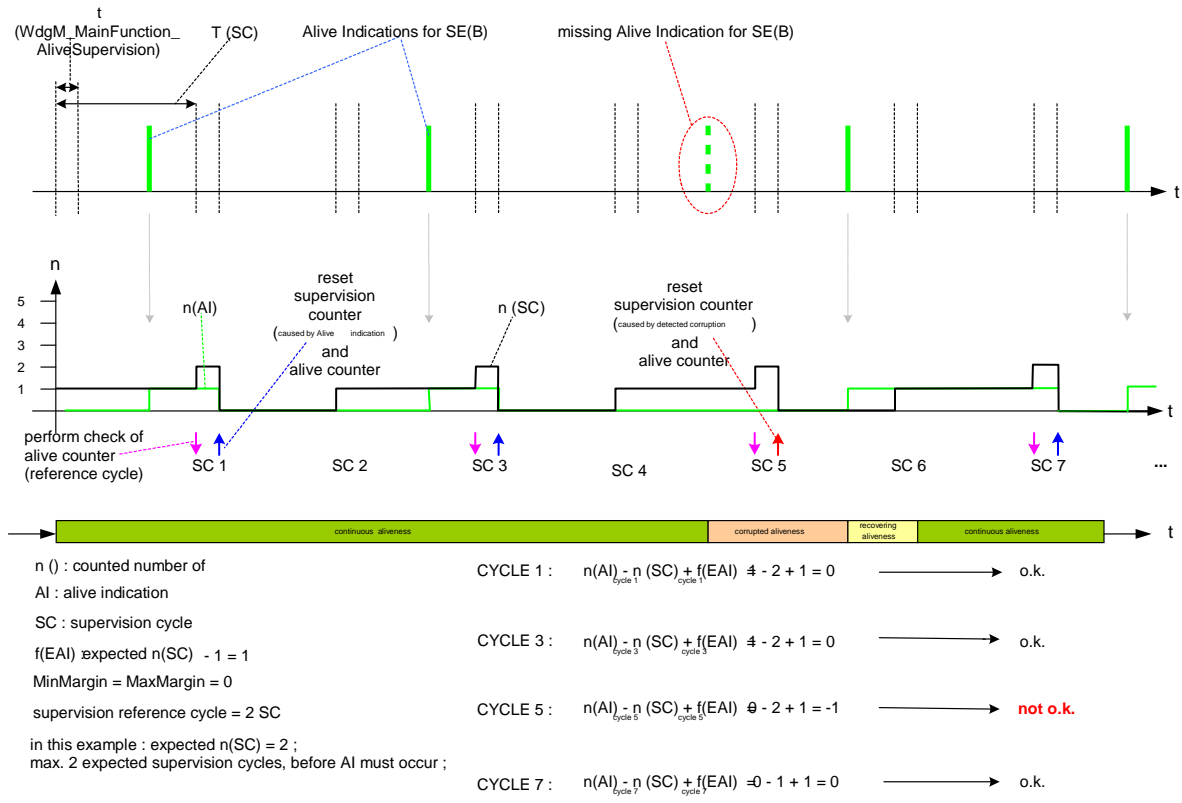 t
(WdgM_MainFunction_
AliveSupervision)
T (SC)
Alive Indications for SE(B)
missing Alive Indication for SE(B)
t
n
5
4
3
2
1
n(AI)
reset
supervision
counter
(caused by Alive indication)
and
alive counter
n (SC)
reset
supervision counter
(caused by detected corruption)
and
alive counter
t
perform check of
alive counter
(reference cycle)
SC 1
SC 2
SC 3
SC 4
SC 5
SC 6
SC 7
...
continuous aliveness
corrupted aliveness
recovering
aliveness
continuous aliveness
t
n () : counted number of
AI : alive indication
SC : supervision cycle
f(EAI) :expected n(SC) - 1 = 1
MinMargin = MaxMargin = 0
supervision reference cycle = 2 SC
in this example : expected n(SC) = 2 ;
max. 2 expected supervision cycles, before AI must occur ;
CYCLE 1 : n(AI)cycle 1 - n (SC)cycle 1 + f(EAI) = 1 - 2 + 1 = 0 o.k.
CYCLE 3 : n(AI)cycle 3 - n (SC)cycle 3 + f(EAI) = 1 - 2 + 1 = 0 o.k.
CYCLE 5 : n(AI)cycle 5 - n (SC)cycle 5 + f(EAI) = 0 - 2 + 1 = -1 not o.k.
CYCLE 7 : n(AI)cycle 7 - n (SC)cycle 7 + f(EAI) =0 - 1 + 1 = 0 o.k.